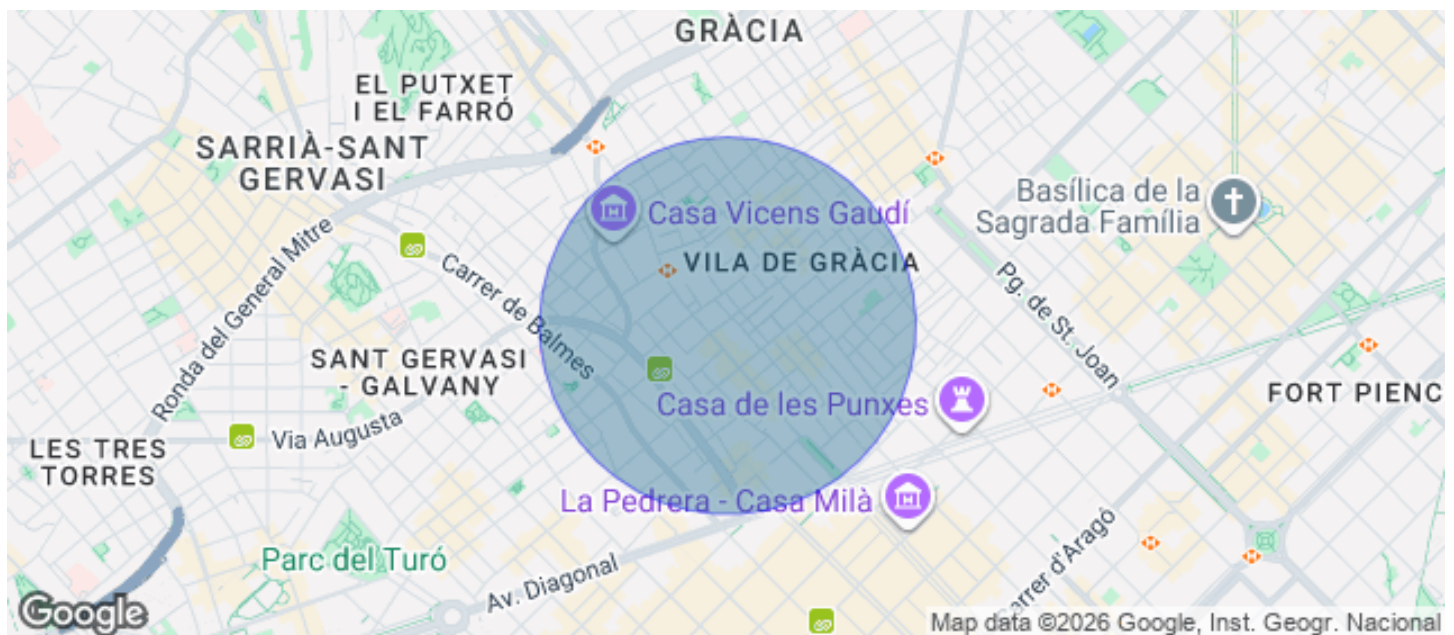 GRÀCIA
EL PUTXET
I EL FARRÓ
SARRIÀ-SANT
GERVASI
Casa Vicens Gaudí
Basílica de la
Sagrada Família
VILA DE GRÀCIA
Ronda del General Mitre
Carrer de Balmes
Pg. de St. Joan
SANT GERVASI
- GALVANY
Casa de les Punxes
FORT PIENC
Via Augusta
LES TRES
TORRES
La Pedrera - Casa Milà
Parc del Turó
Av. Diagonal
Carrer d'Aragó
Google
Map data ©2026 Google, Inst. Geogr. Nacional